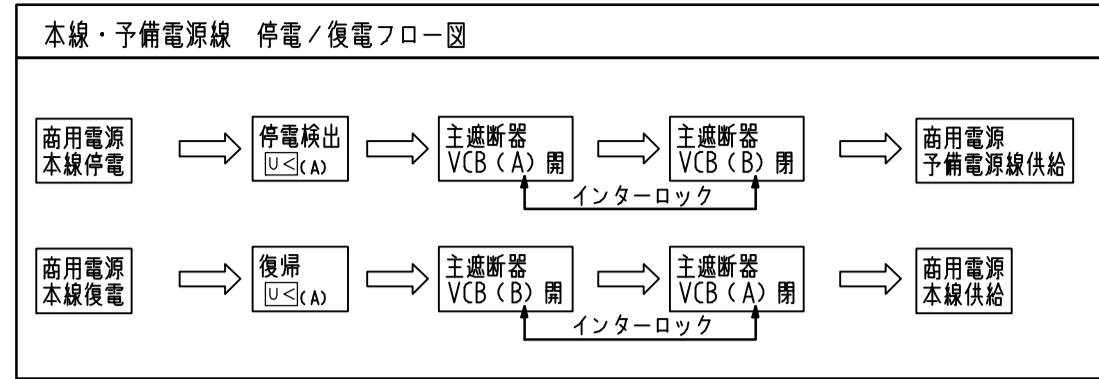 本線・予備電源線 停電/復電フロー図
商用電源
本線停電
停電検出
U<(A)
主遮断器
VCB(A)開
主遮断器
VCB(B)閉
商用電源
予備電源線供給
インターロック
商用電源
本線復電
復帰
U<(A)
主遮断器
VCB(B)開
主遮断器
VCB(A)閉
商用電源
本線供給
インターロック